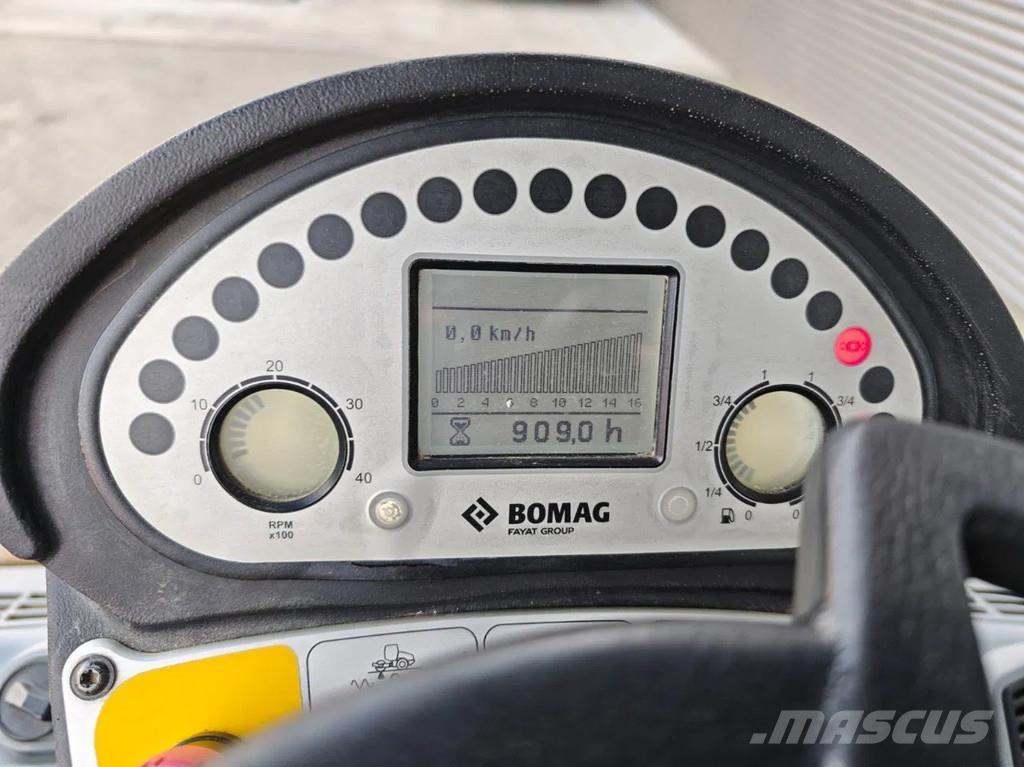 0,0 km/h
0 2 4 6 8 10 12 14 16
909,0 h
0 10 20 30 40
RPM
x100
1/4 1/2 3/4 1
1 3/4
0 0
BOMAG
FAYAT GROUP
MASCUS